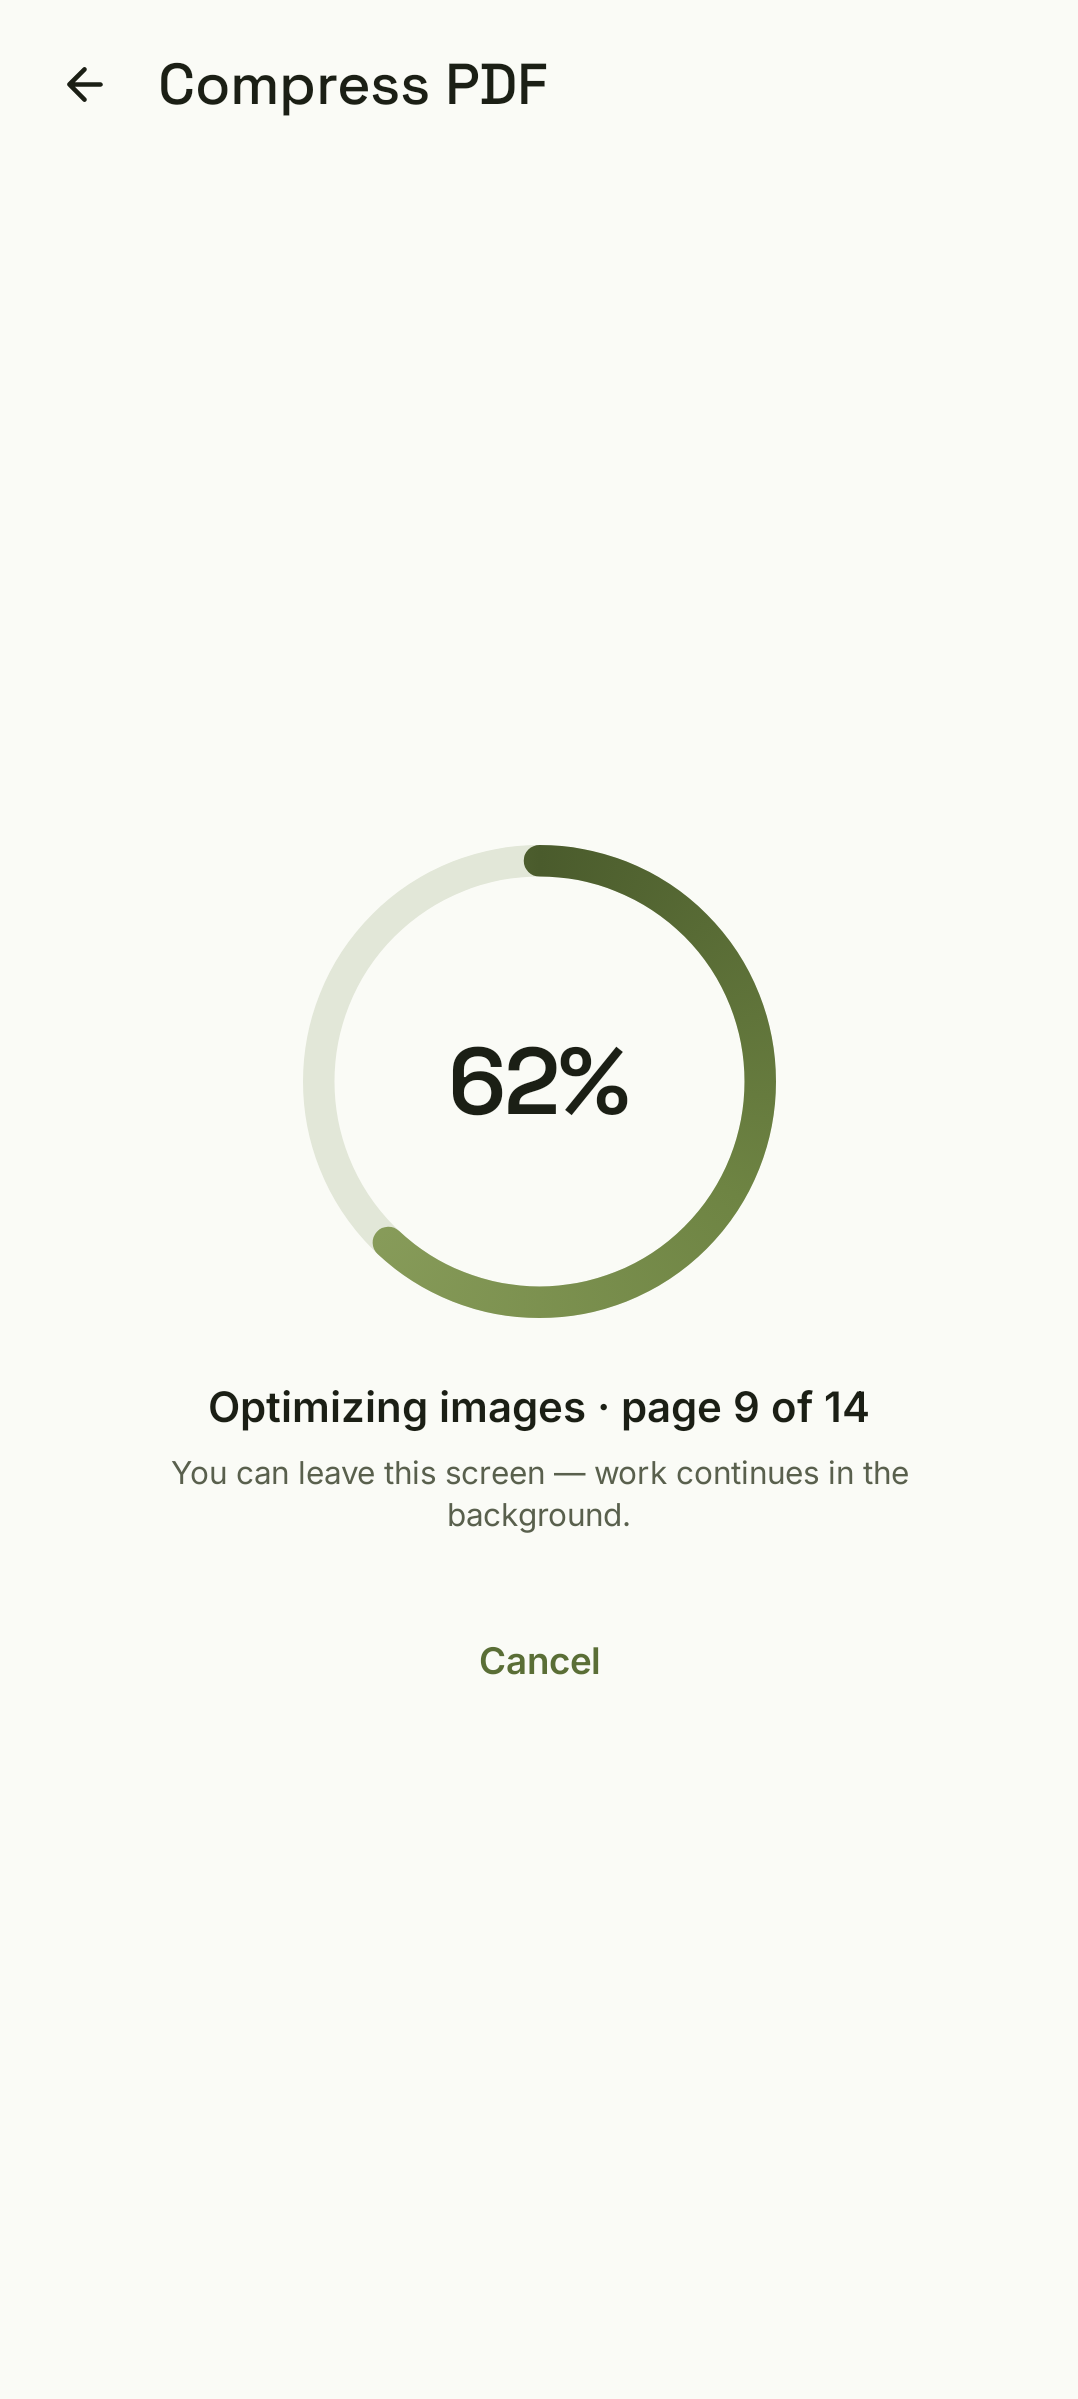 Compress PDF
62%
Optimizing images · page 9 of 14
You can leave this screen — work continues in the
background.
Cancel